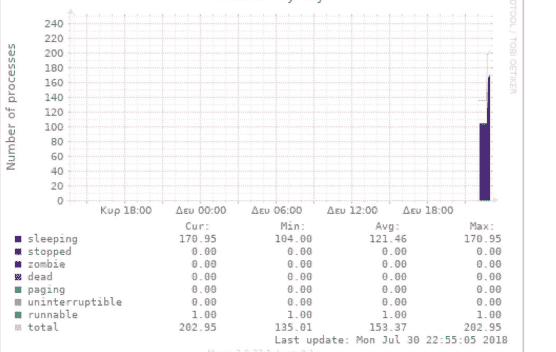 Number of processes
240
220
200
180
160
140
120
100
80
60
40
20
0
Κυρ 18:00 Δευ 00:00 Δευ 06:00 Δευ 12:00 Δευ 18:00
Cur: Min: Avg: Max:
sleeping 170.95 104.00 121.46 170.95
stopped 0.00 0.00 0.00 0.00
zombie 0.00 0.00 0.00 0.00
dead 0.00 0.00 0.00 0.00
paging 0.00 0.00 0.00 0.00
uninterruptible 0.00 0.00 0.00 0.00
runnable 1.00 1.00 1.00 1.00
total 202.95 135.01 153.37 202.95
Last update: Mon Jul 30 22:55:05 2018
/ TOBI OETIKER